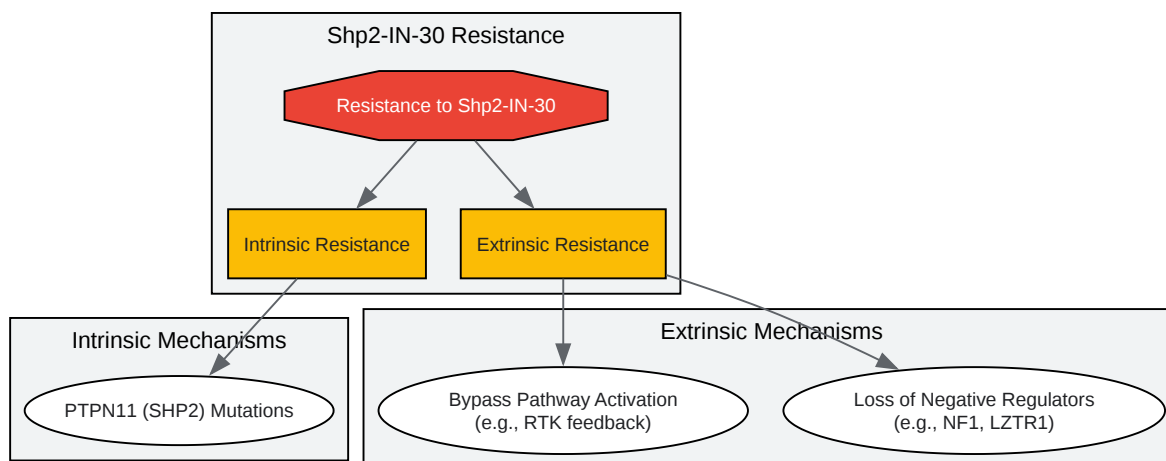 Shp2-IN-30 Resistance
Resistance to Shp2-IN-30
Intrinsic Resistance
Extrinsic Resistance
Intrinsic Mechanisms
PTPN11 (SHP2) Mutations
Extrinsic Mechanisms
Bypass Pathway Activation
(e.g., RTK feedback)
Loss of Negative Regulators
(e.g., NF1, LZTR1)